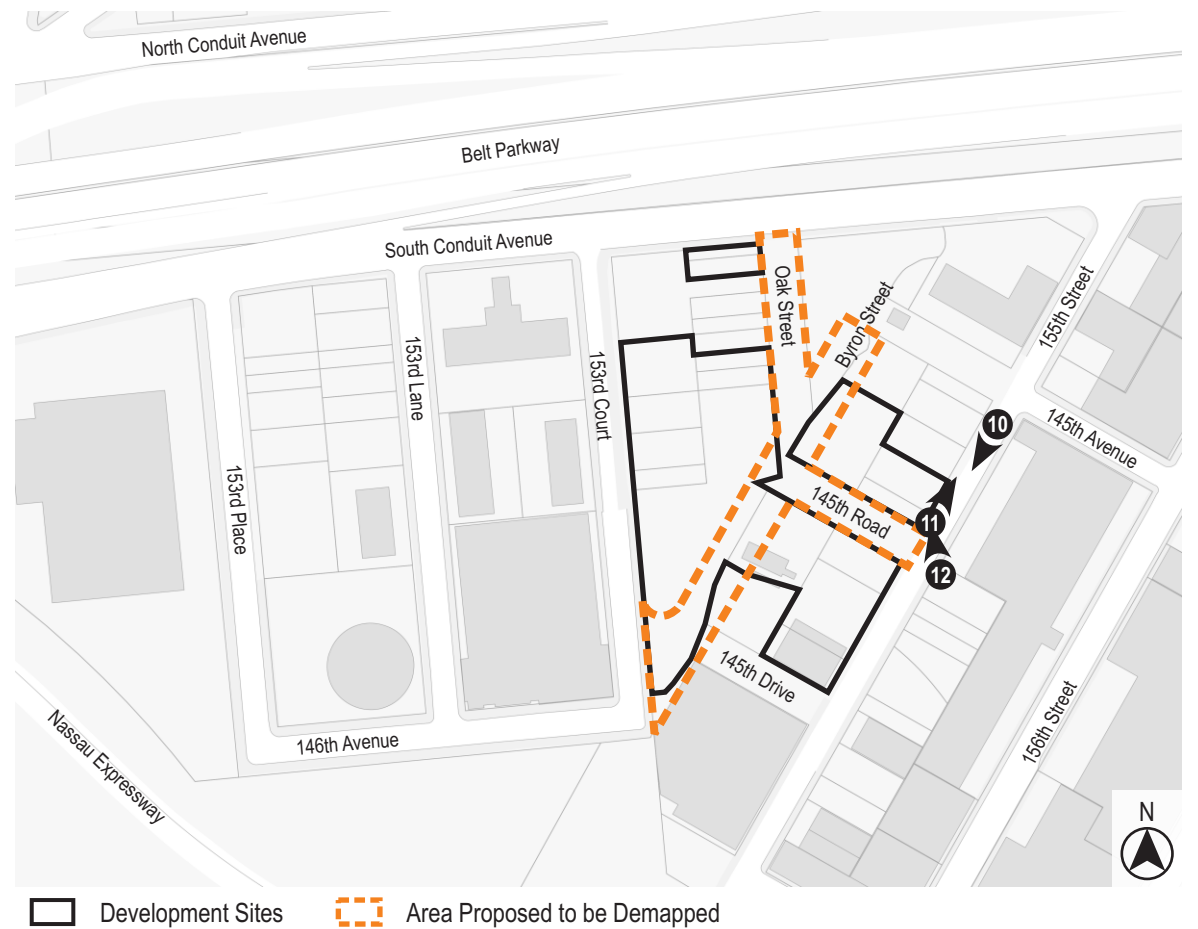 North Conduit Avenue
Belt Parkway
South Conduit Avenue
Oak Street
Byron Street
155th Street
153rd Lane
153rd Court
145th Avenue
10
153rd Place
145th Road
11
12
145th Drive
156th Street
146th Avenue
Nassau Expressway
N
Development Sites
Area Proposed to be Demapped